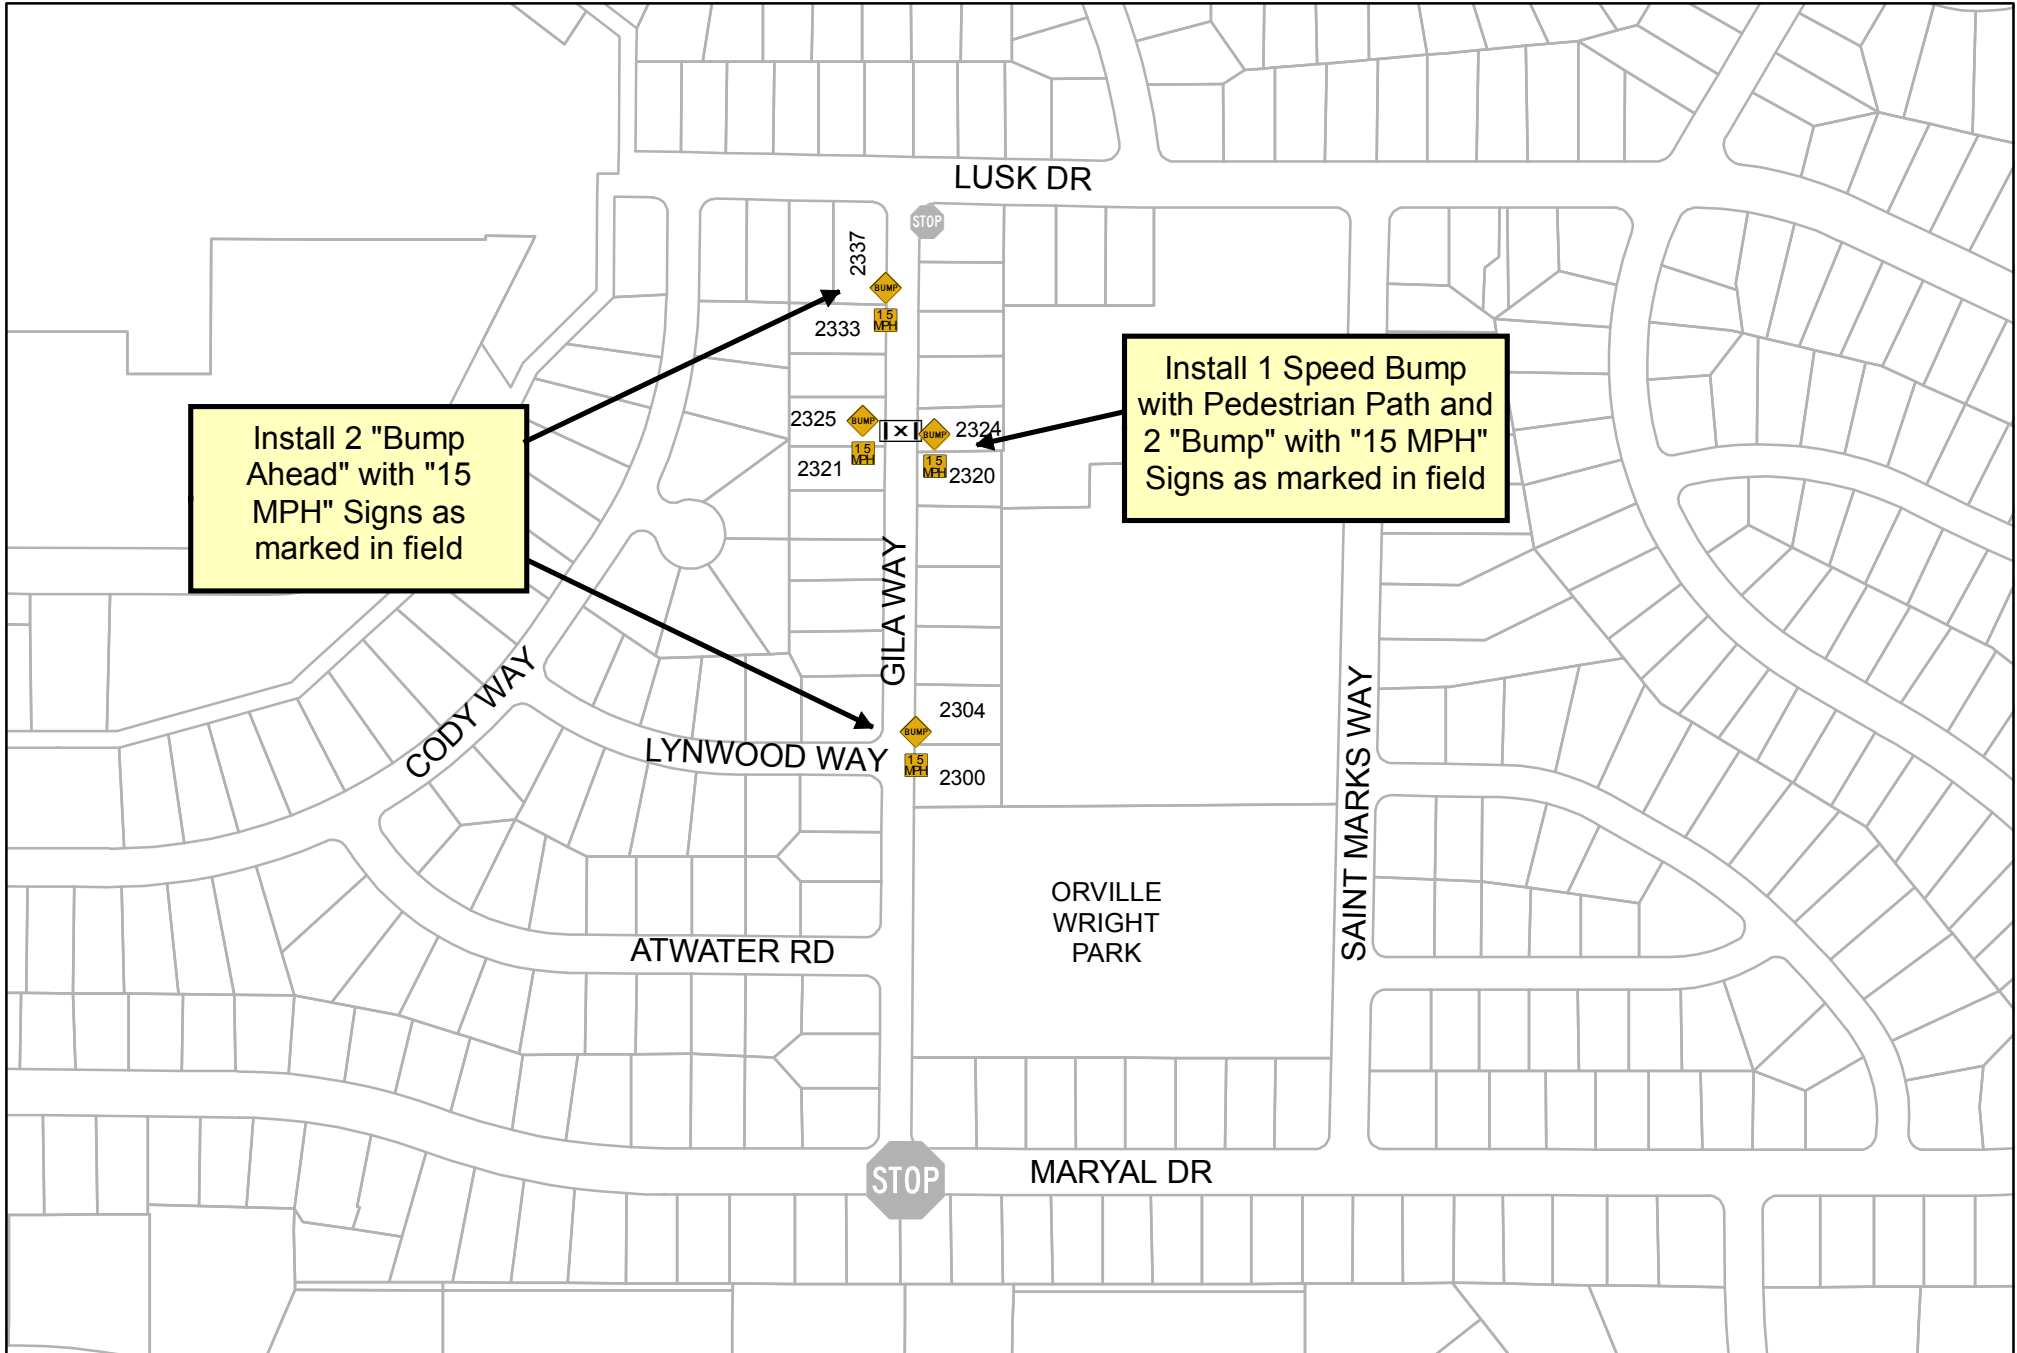 LUSK DR
STOP
2337
BUMP
15
MPH
2333
Install 1 Speed Bump
with Pedestrian Path and
2 "Bump" with "15 MPH"
Signs as marked in field
Install 2 "Bump
Ahead" with "15
MPH" Signs as
marked in field
2325
BUMP
15
MPH
BUMP
15
MPH
2324
2321
2320
GILA WAY
CODY WAY
LYNWOOD WAY
BUMP
15
MPH
2304
2300
SAINT MARKS WAY
ORVILLE
WRIGHT
PARK
ATWATER RD
STOP
MARYAL DR